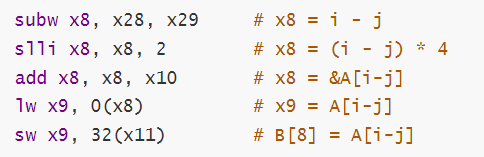 subw x8, x28, x29 # x8 = i - j
slli x8, x8, 2 # x8 = (i - j) * 4
add x8, x8, x10 # x8 = &A[i-j]
lw x9, 0(x8) # x9 = A[i-j]
sw x9, 32(x11) # B[8] = A[i-j]